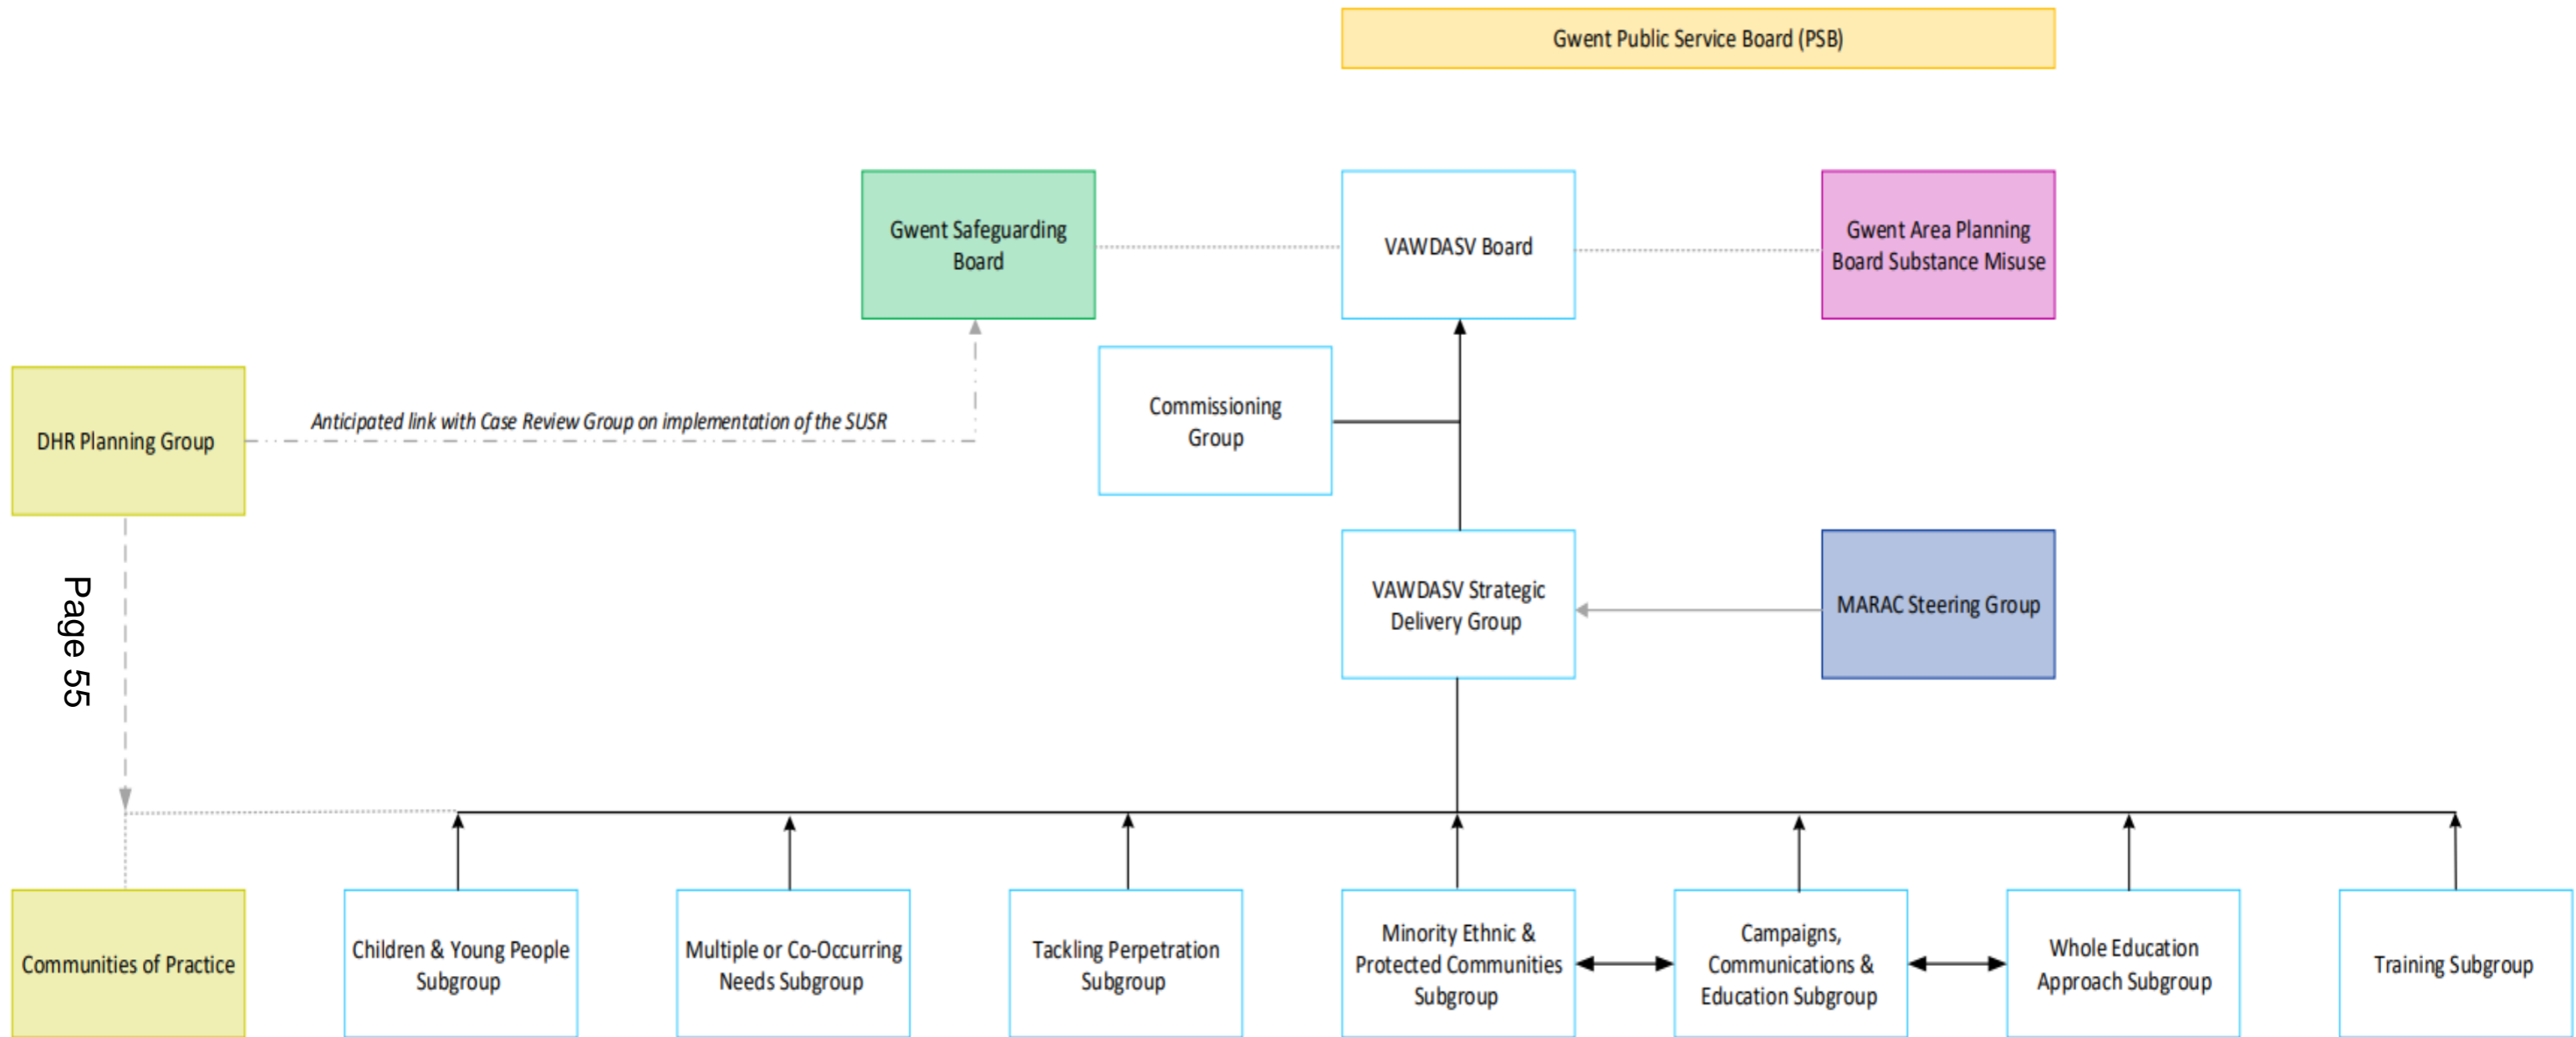 Gwent Public Service Board (PSB)
Gwent Safeguarding
Board
VAWDASV Board
Gwent Area Planning
Board Substance Misuse
Commissioning
Group
DHR Planning Group
Anticipated link with Case Review Group on implementation of the SUSR
VAWDASV Strategic
Delivery Group
MARAC Steering Group
Page 55
Communities of Practice
Children & Young People
Subgroup
Multiple or Co-Occurring
Needs Subgroup
Tackling Perpetration
Subgroup
Minority Ethnic &
Protected Communities
Subgroup
Campaigns,
Communications &
Education Subgroup
Whole Education
Approach Subgroup
Training Subgroup